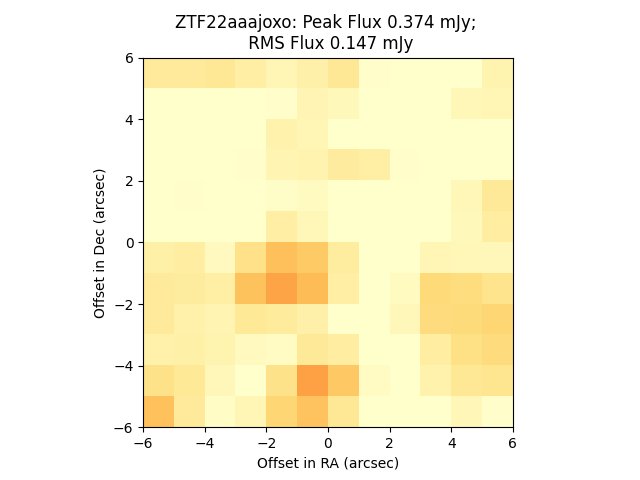 ZTF22aaajoxo: Peak Flux 0.374 mJy;
RMS Flux 0.147 mJy
6
4
2
0
−2
−4
−6
Offset in Dec (arcsec)
−6 −4 −2 0 2 4 6
Offset in RA (arcsec)